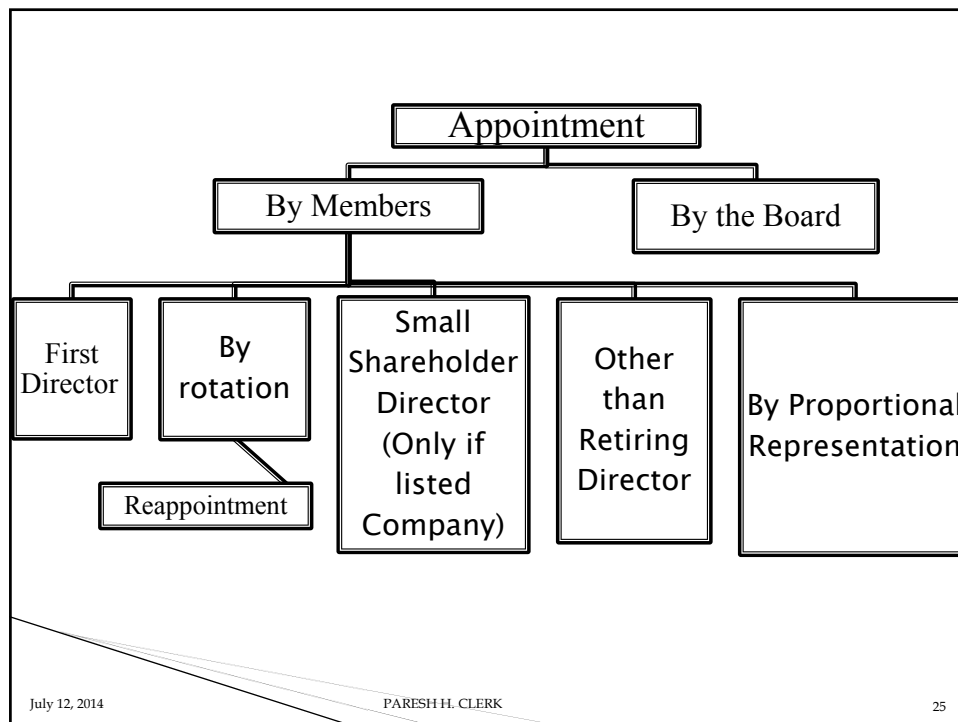 Appointment
By Members
By the Board
First
Director
By
rotation
Small
Shareholder
Director
(Only if
listed
Company)
Other
than
Retiring
Director
By Proportional
Representation
Reappointment
July 12, 2014
PARESH H. CLERK
25